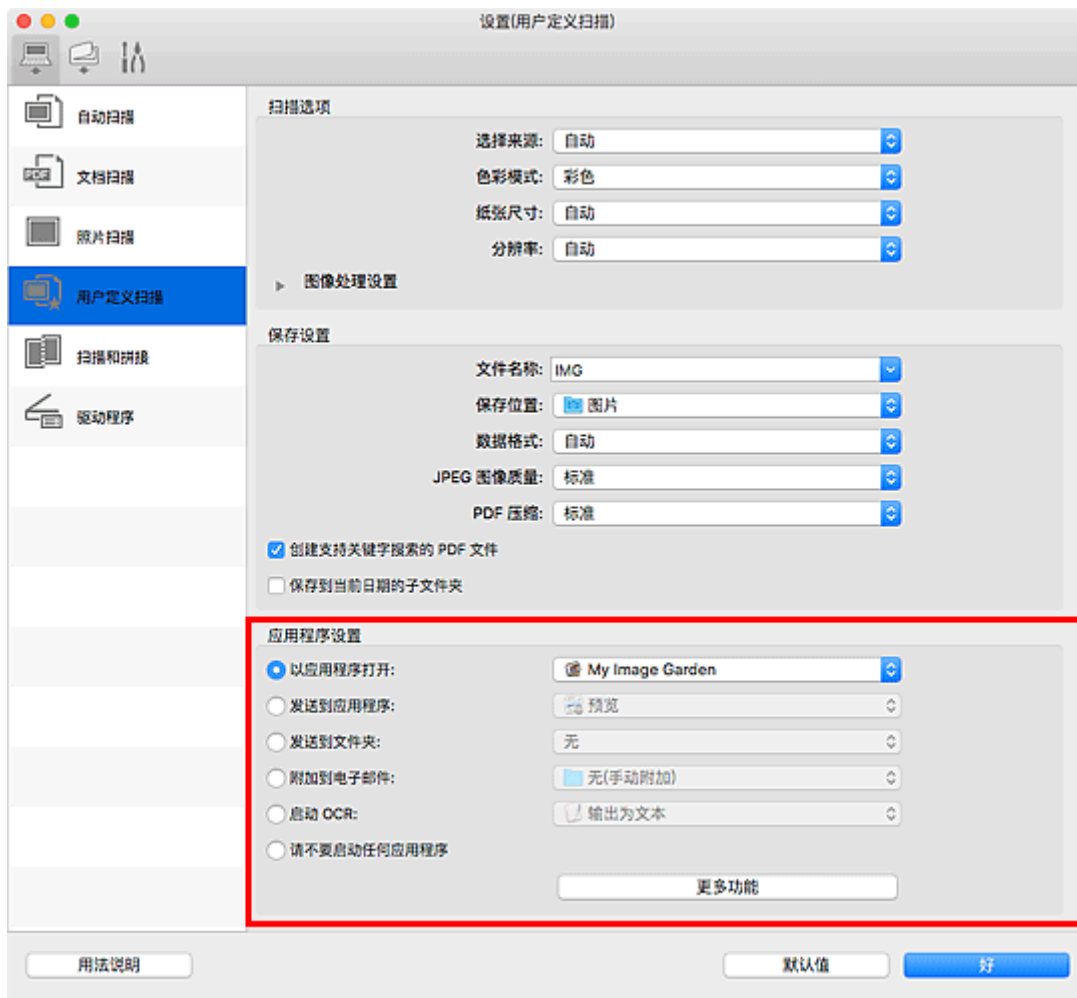 设置(用户定义扫描)
自动扫描
PDF
文档扫描
照片扫描
用户定义扫描
扫描和拼接
驱动程序
扫描选项
选择来源: 自动
色彩模式: 彩色
纸张尺寸: 自动
分辨率: 自动
图像处理设置
保存设置
文件名称: IMG
保存位置: 图片
数据格式: 自动
JPEG 图像质量: 标准
PDF 压缩: 标准
创建支持关键字搜索的 PDF 文件
保存到当前日期的子文件夹
应用程序设置
以应用程序打开: My Image Garden
发送到应用程序: 预览
发送到文件夹: 无
附加到电子邮件: 无(手动附加)
启动 OCR: 输出为文本
请不要启动任何应用程序
更多功能
用法说明 默认值 好